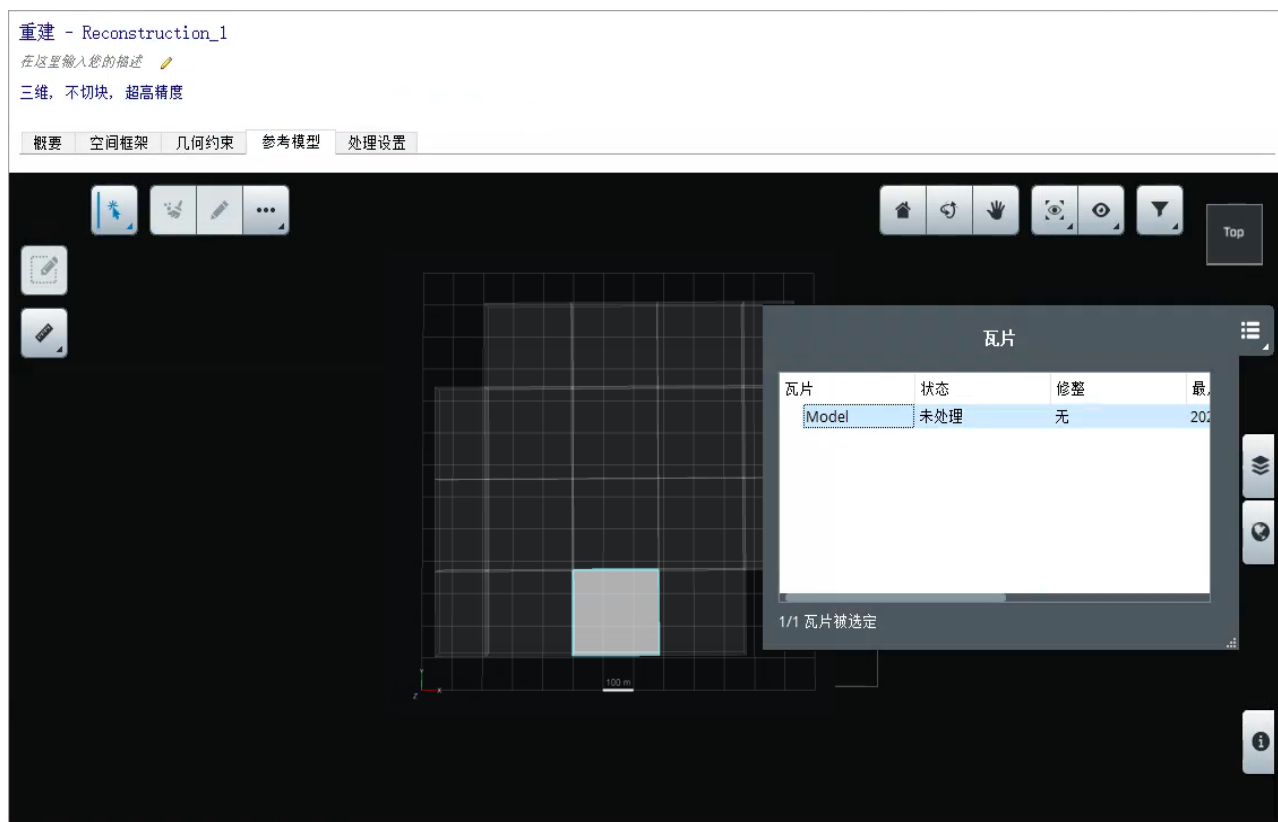 重建 - Reconstruction_1
在这里输入您的描述
三维, 不切块, 超高精度
概要 空间框架 几何约束 参考模型 处理设置
Top
瓦片
瓦片 状态 修整 最
Model 未处理 无 202
1/1 瓦片被选定
100 m
Y
Z X